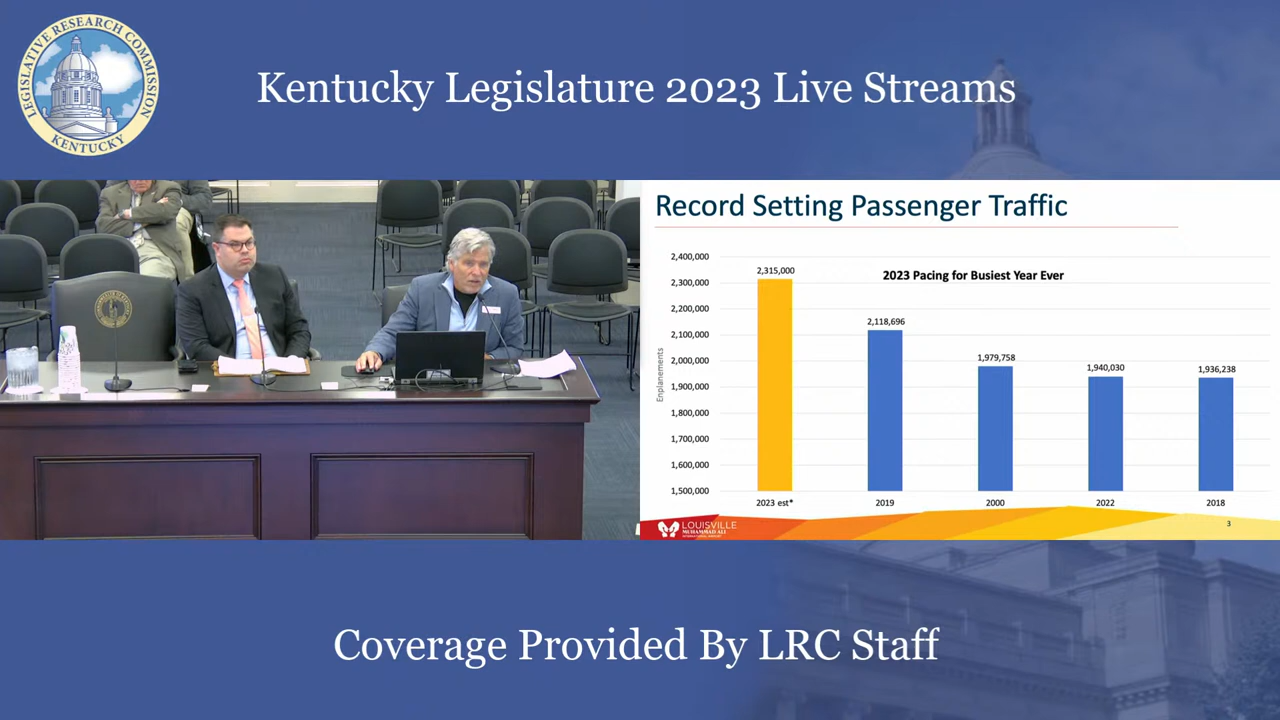 LEGISLATIVE RESEARCH COMMISSION
KENTUCKY
Kentucky Legislature 2023 Live Streams
Record Setting Passenger Traffic
2023 Pacing for Busiest Year Ever
Enplanements
2,400,000
2,300,000
2,200,000
2,100,000
2,000,000
1,900,000
1,800,000
1,700,000
1,600,000
1,500,000
2,315,000
2,118,696
1,979,758
1,940,030
1,936,238
2023 est*
2019
2000
2022
2018
LOUISVILLE
MUHAMMAD ALI
INTERNATIONAL AIRPORT
3
Coverage Provided By LRC Staff